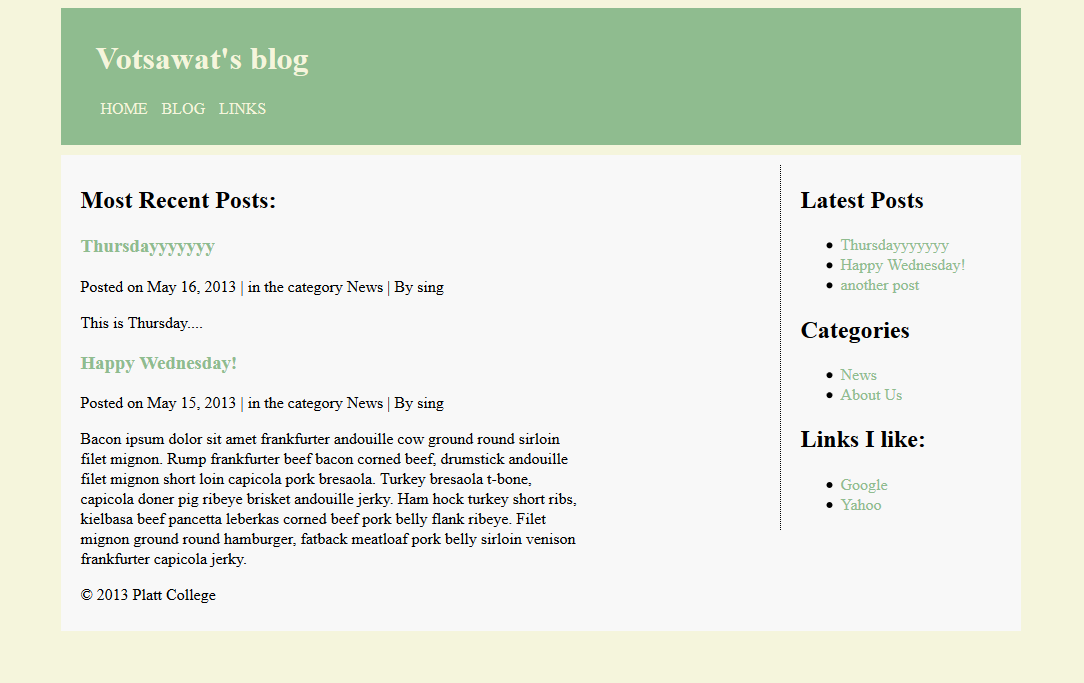 Votsawat's blog
HOME BLOG LINKS
Most Recent Posts:
Thursdayyyyyyy
Posted on May 16, 2013 | in the category News | By sing
This is Thursday....
Happy Wednesday!
Posted on May 15, 2013 | in the category News | By sing
Bacon ipsum dolor sit amet frankfurter andouille cow ground round sirloin
filet mignon. Rump frankfurter beef bacon corned beef, drumstick andouille
filet mignon short loin capicola pork bresaola. Turkey bresaola t-bone,
capicola doner pig ribeye brisket andouille jerky. Ham hock turkey short ribs,
kielbasa beef pancetta leberkas corned beef pork belly flank ribeye. Filet
mignon ground round hamburger, fatback meatloaf pork belly sirloin venison
frankfurter capicola jerky.
© 2013 Platt College
Latest Posts
Thursdayyyyyyy
Happy Wednesday!
another post
Categories
News
About Us
Links I like:
Google
Yahoo